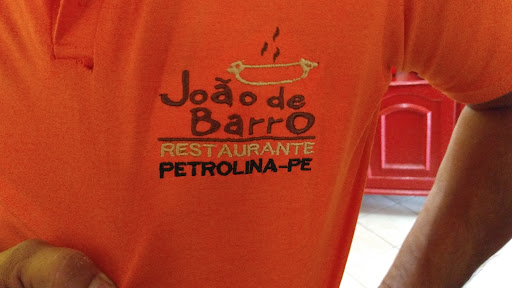 João de
Barro
RESTAURANTE
PETROLINA-PE